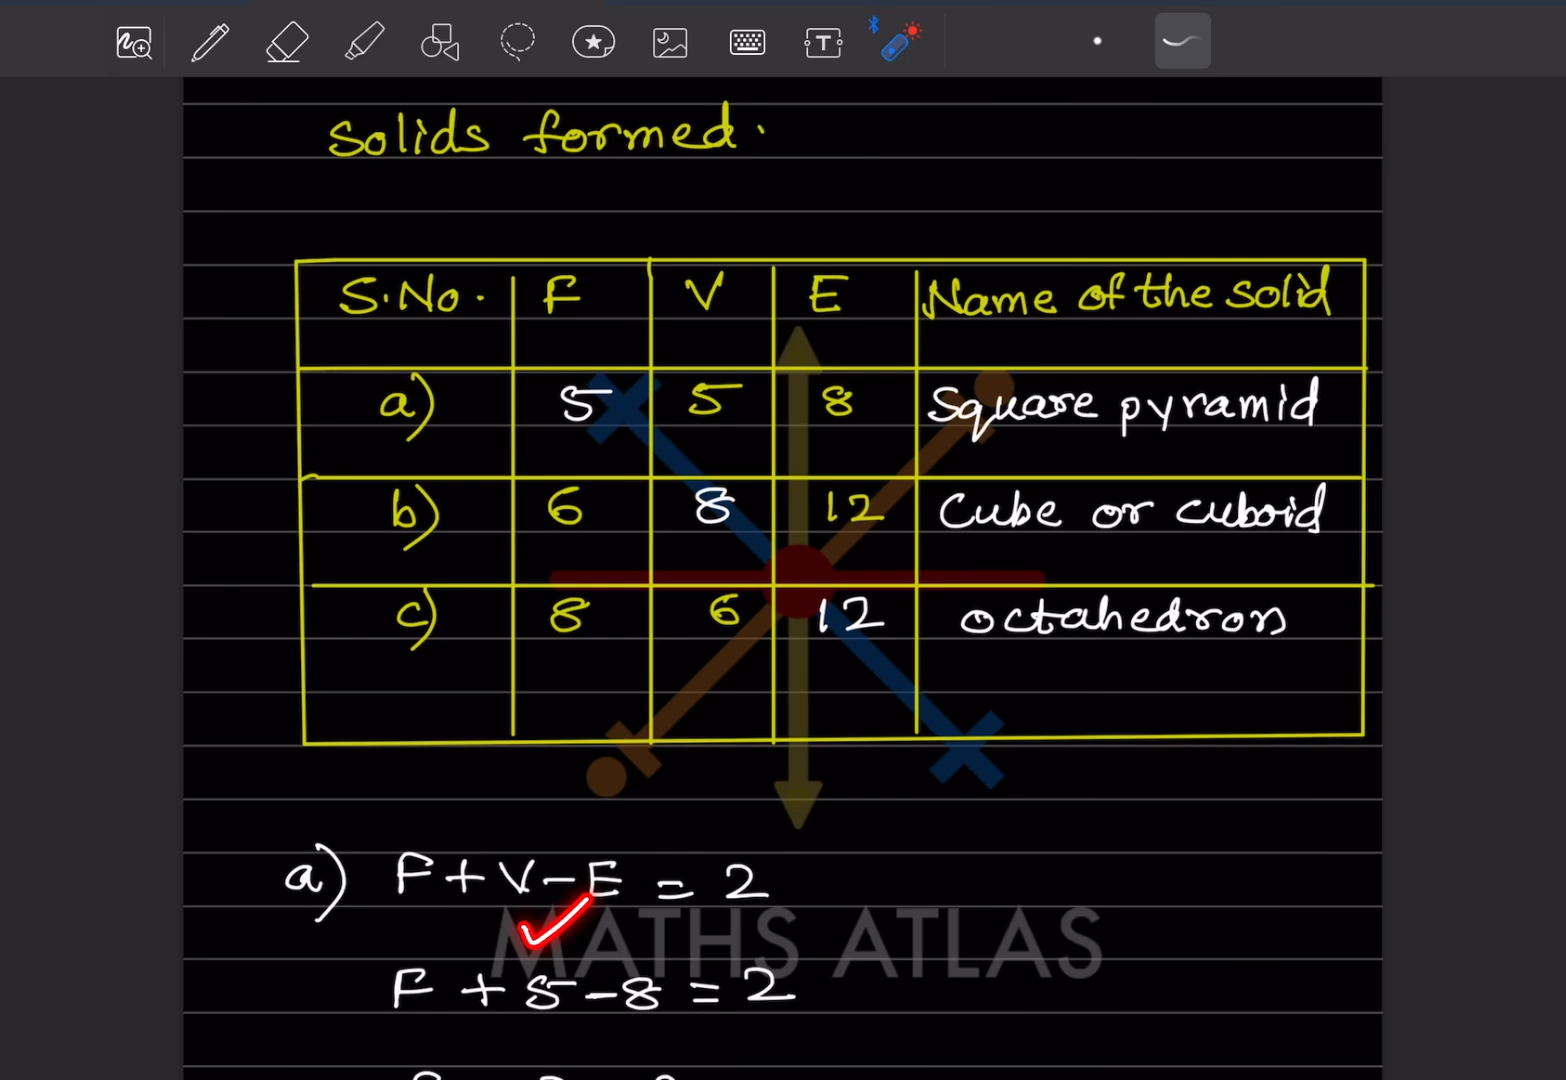 Solids formed.
S.No. F V E Name of the solid
a) 5 5 8 Square pyramid
b) 6 8 12 Cube or cuboid
c) 8 6 12 octahedron
a) F+V-E = 2
MATHS ATLAS
F + 5-8 = 2